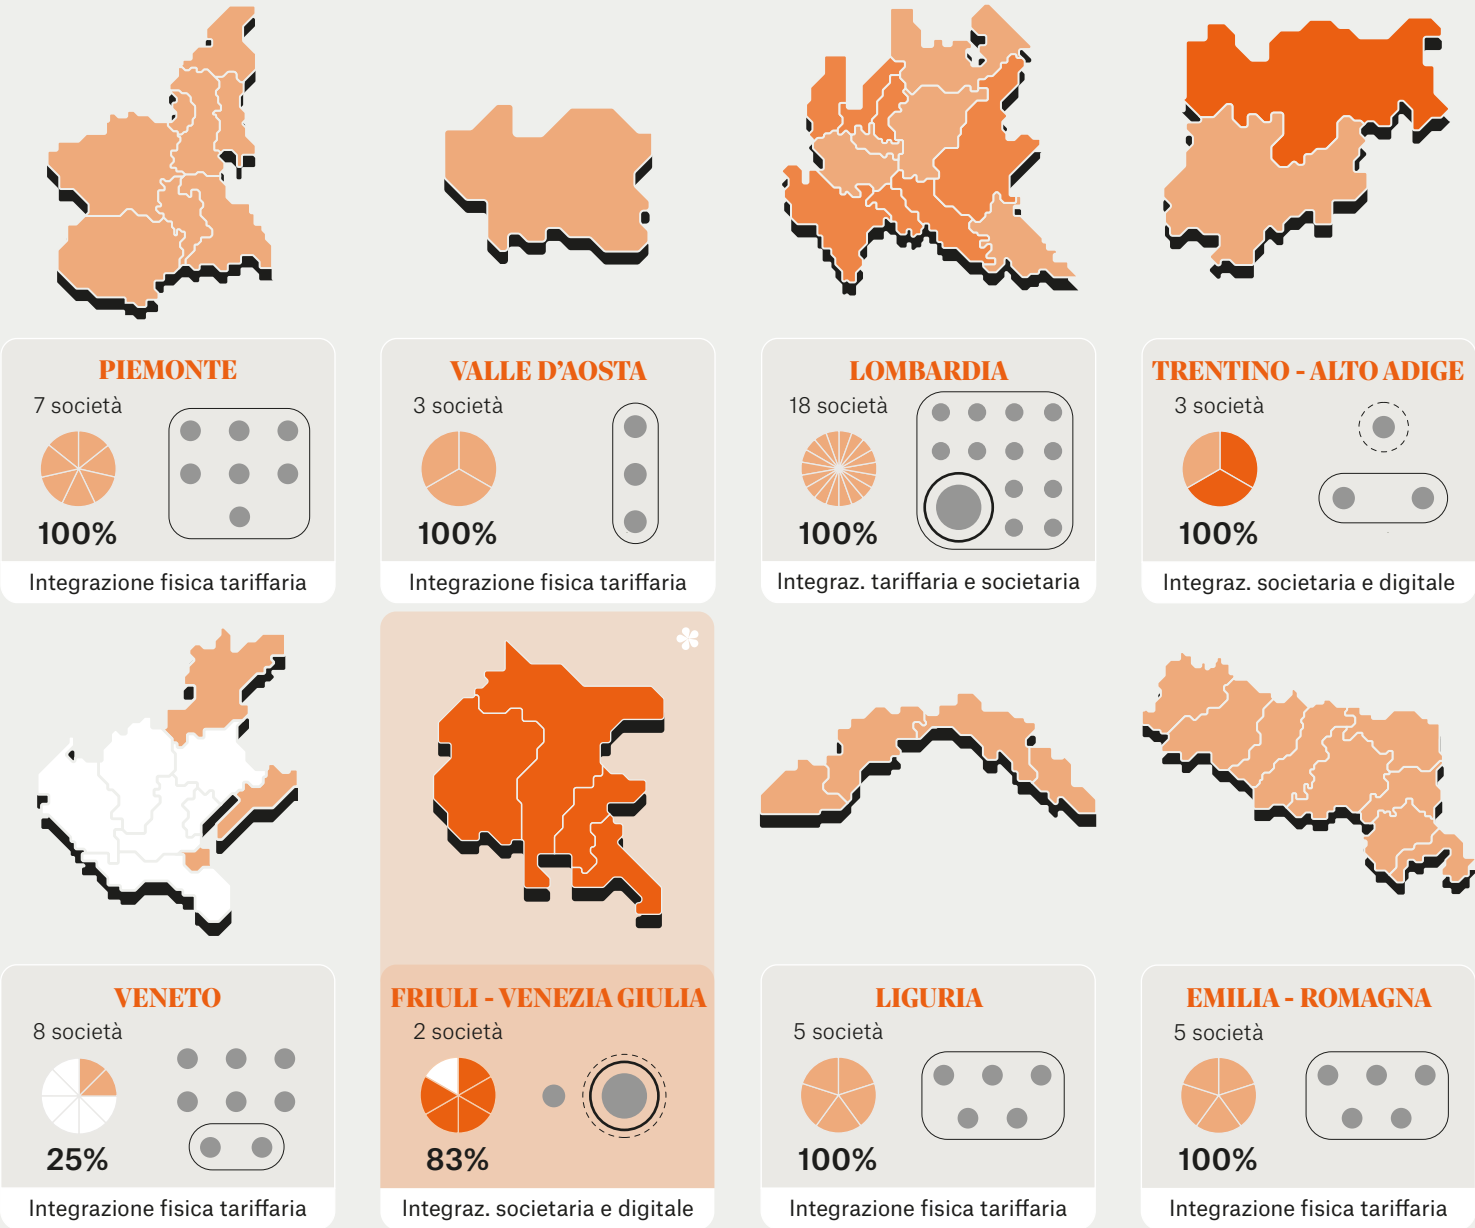 PIEMONTE
7 società
100%
Integrazione fisica tariffaria
VALLE D'AOSTA
3 società
100%
Integrazione fisica tariffaria
LOMBARDIA
18 società
100%
Integraz. tariffaria e societaria
TRENTINO - ALTO ADIGE
3 società
100%
Integraz. societaria e digitale
VENETO
8 società
25%
Integrazione fisica tariffaria
FRIULI - VENEZIA GIULIA
2 società
83%
Integraz. societaria e digitale
LIGURIA
5 società
100%
Integrazione fisica tariffaria
EMILIA - ROMAGNA
5 società
100%
Integrazione fisica tariffaria